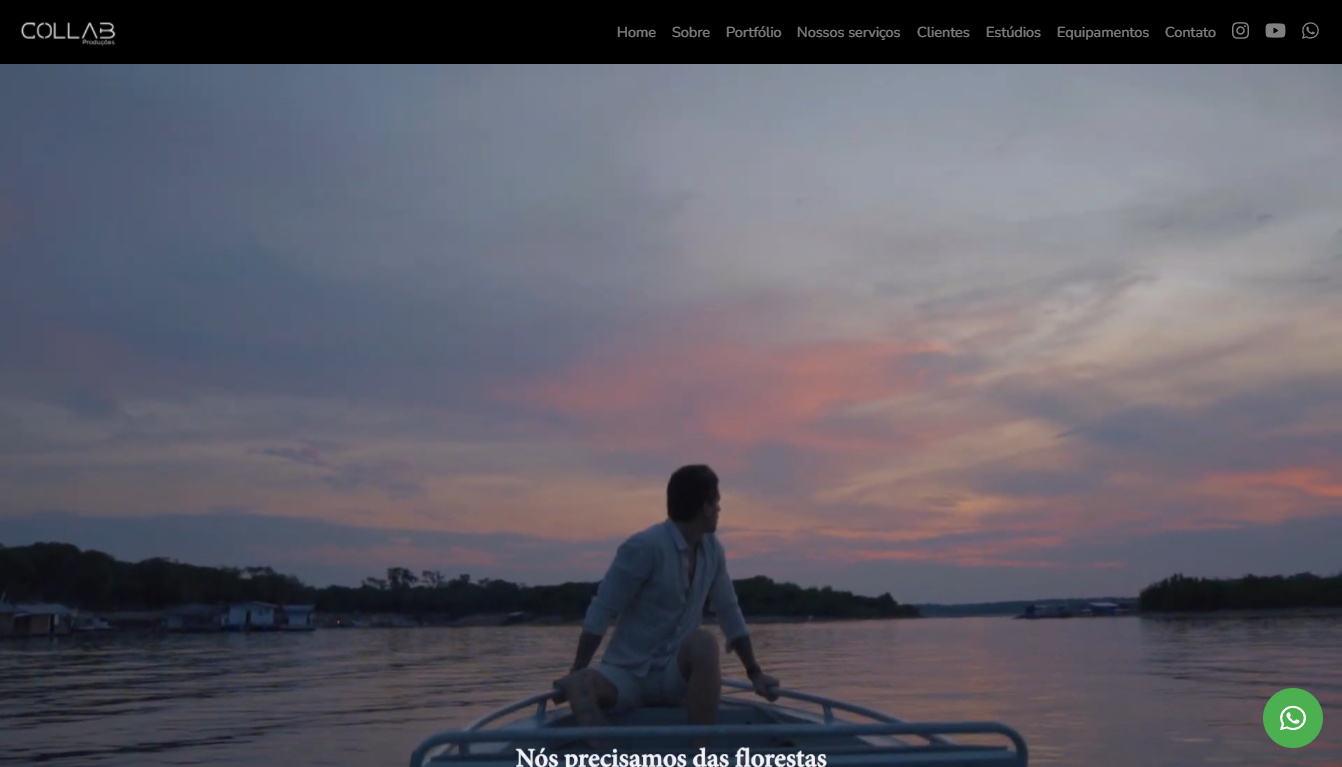 COLLAB
Produções
Home Sobre Portfólio Nossos serviços Clientes Estúdios Equipamentos Contato
Nós precisamos das florestas